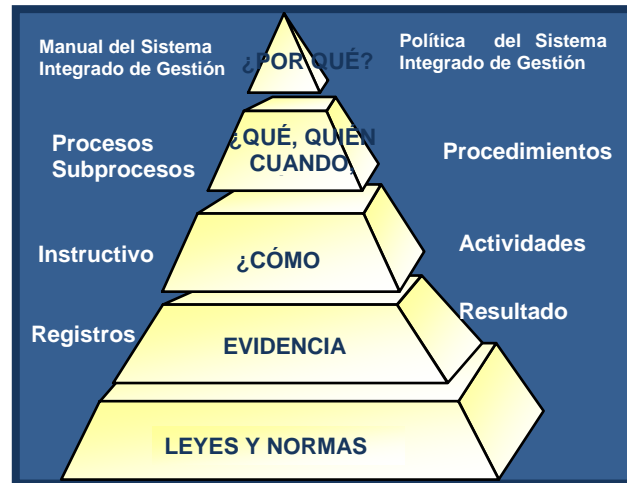 Manual del Sistema
Integrado de Gestión
¿POR QUÉ?
Política del Sistema
Integrado de Gestión
Procesos
Subprocesos
¿QUÉ, QUIÉN
CUANDO,
Procedimientos
Instructivo
¿CÓMO
Actividades
Registros
EVIDENCIA
Resultado
LEYES Y NORMAS